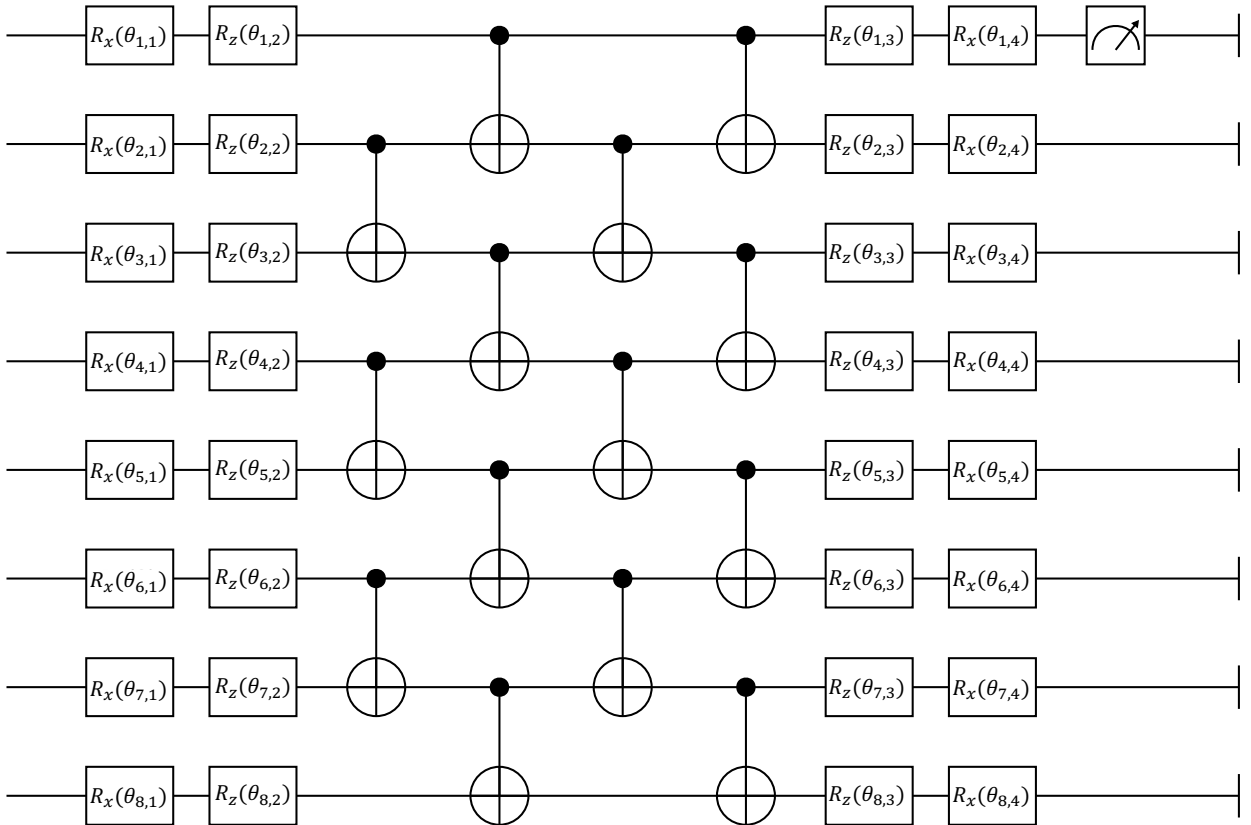 Rx(θ1,1) Rz(θ1,2) Rz(θ1,3) Rx(θ1,4)
Rx(θ2,1) Rz(θ2,2) Rz(θ2,3) Rx(θ2,4)
Rx(θ3,1) Rz(θ3,2) Rz(θ3,3) Rx(θ3,4)
Rx(θ4,1) Rz(θ4,2) Rz(θ4,3) Rx(θ4,4)
Rx(θ5,1) Rz(θ5,2) Rz(θ5,3) Rx(θ5,4)
Rx(θ6,1) Rz(θ6,2) Rz(θ6,3) Rx(θ6,4)
Rx(θ7,1) Rz(θ7,2) Rz(θ7,3) Rx(θ7,4)
Rx(θ8,1) Rz(θ8,2) Rz(θ8,3) Rx(θ8,4)